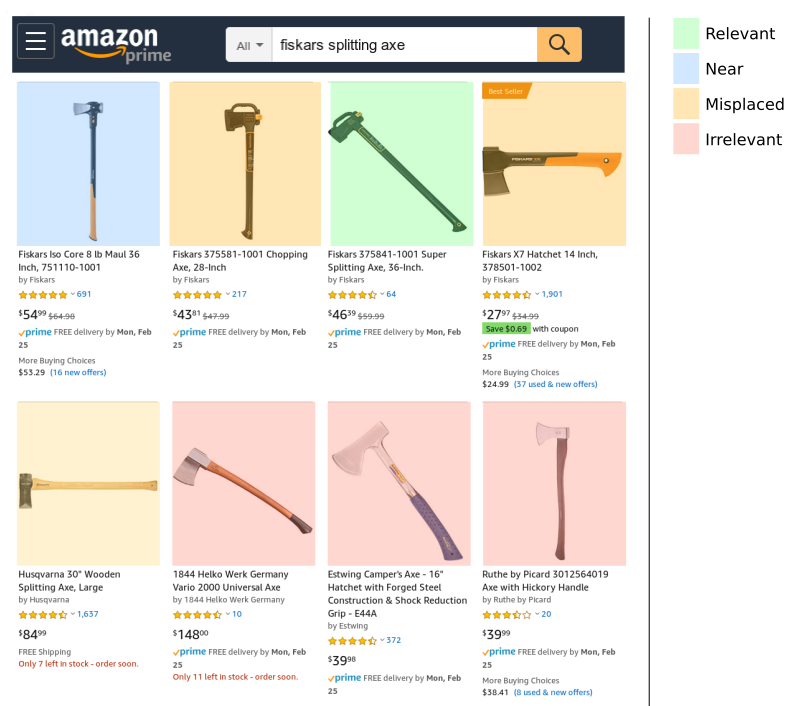 amazon
prime
All
fiskars splitting axe
Relevant
Near
Misplaced
Irrelevant
Best Seller
Fiskars Iso Core 8 lb Maul 36
Inch, 751110-1001
by Fiskars
691
$54 99 $64.98
prime FREE delivery by Mon, Feb
25
More Buying Choices
$53.29 (16 new offers)
Fiskars 375581-1001 Chopping
Axe, 28-Inch
by Fiskars
217
$43 81 $47.99
prime FREE delivery by Mon, Feb
25
Fiskars 375841-1001 Super
Splitting Axe, 36-Inch.
by Fiskars
64
$46 39 $59.99
prime FREE delivery by Mon, Feb
25
FISKARS
Fiskars X7 Hatchet 14 Inch,
378501-1002
by Fiskars
1,901
$27 97 $34.99
Save $0.69 with coupon
prime FREE delivery by Mon, Feb
25
More Buying Choices
$24.99 (37 used & new offers)
Husqvarna 30" Wooden
Splitting Axe, Large
by Husqvarna
1,637
$84 99
FREE Shipping
Only 7 left in stock - order soon.
1844 Helko Werk Germany
Vario 2000 Universal Axe
by 1844 Helko Werk Germany
10
$148 00
prime FREE delivery by Mon, Feb
25
Only 11 left in stock - order soon.
Estwing Camper's Axe - 16"
Hatchet with Forged Steel
Construction & Shock Reduction
Grip - E44A
by Estwing
372
$39 98
prime FREE delivery by Mon, Feb
25
Ruthe by Picard 3012564019
Axe with Hickory Handle
by Ruthe by Picard
20
$39 99
prime FREE delivery by Mon, Feb
25
More Buying Choices
$38.41 (8 used & new offers)